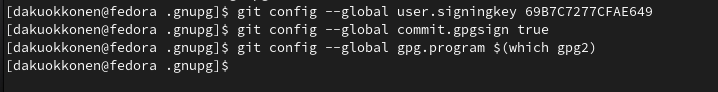 [dakuokkonen@fedora .gnupg]$ git config --global user.signingkey 69B7C7277CFAE649
[dakuokkonen@fedora .gnupg]$ git config --global commit.gpgsign true
[dakuokkonen@fedora .gnupg]$ git config --global gpg.program $(which gpg2)
[dakuokkonen@fedora .gnupg]$